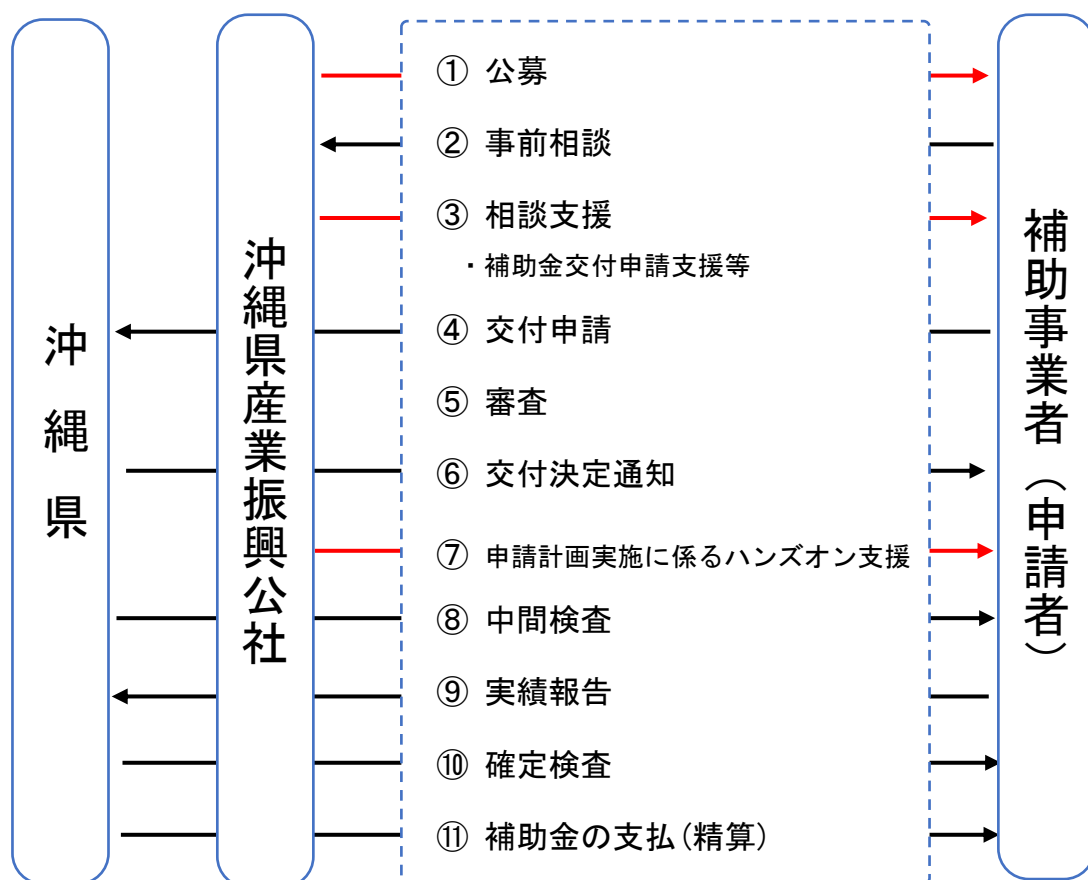 沖縄県
沖縄県産業振興公社
① 公募
② 事前相談
③ 相談支援
・補助金交付申請支援等
④ 交付申請
⑤ 審査
⑥ 交付決定通知
⑦ 申請計画実施に係るハンズオン支援
⑧ 中間検査
⑨ 実績報告
⑩ 確定検査
⑪ 補助金の支払(精算)
補助事業者(申請者)